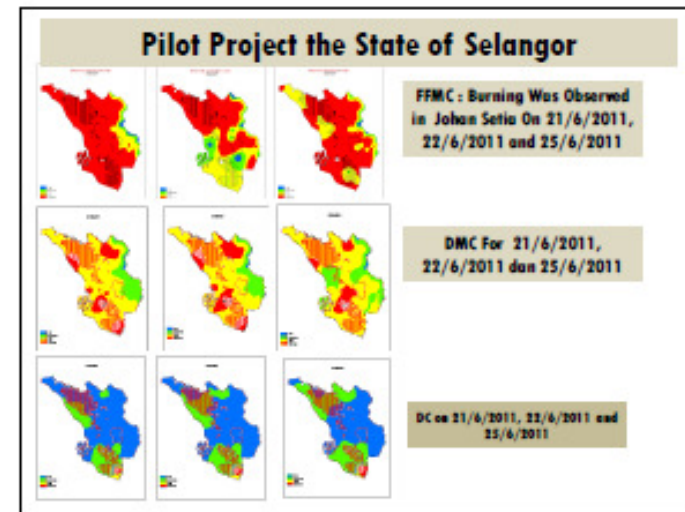 Pilot Project the State of Selangor
FFMC : Burning Was Observed
in Johan Setia On 21/6/2011,
22/6/2011 and 25/6/2011
DMC For 21/6/2011,
22/6/2011 dan 25/6/2011
DC on 21/6/2011, 22/6/2011 and
25/6/2011